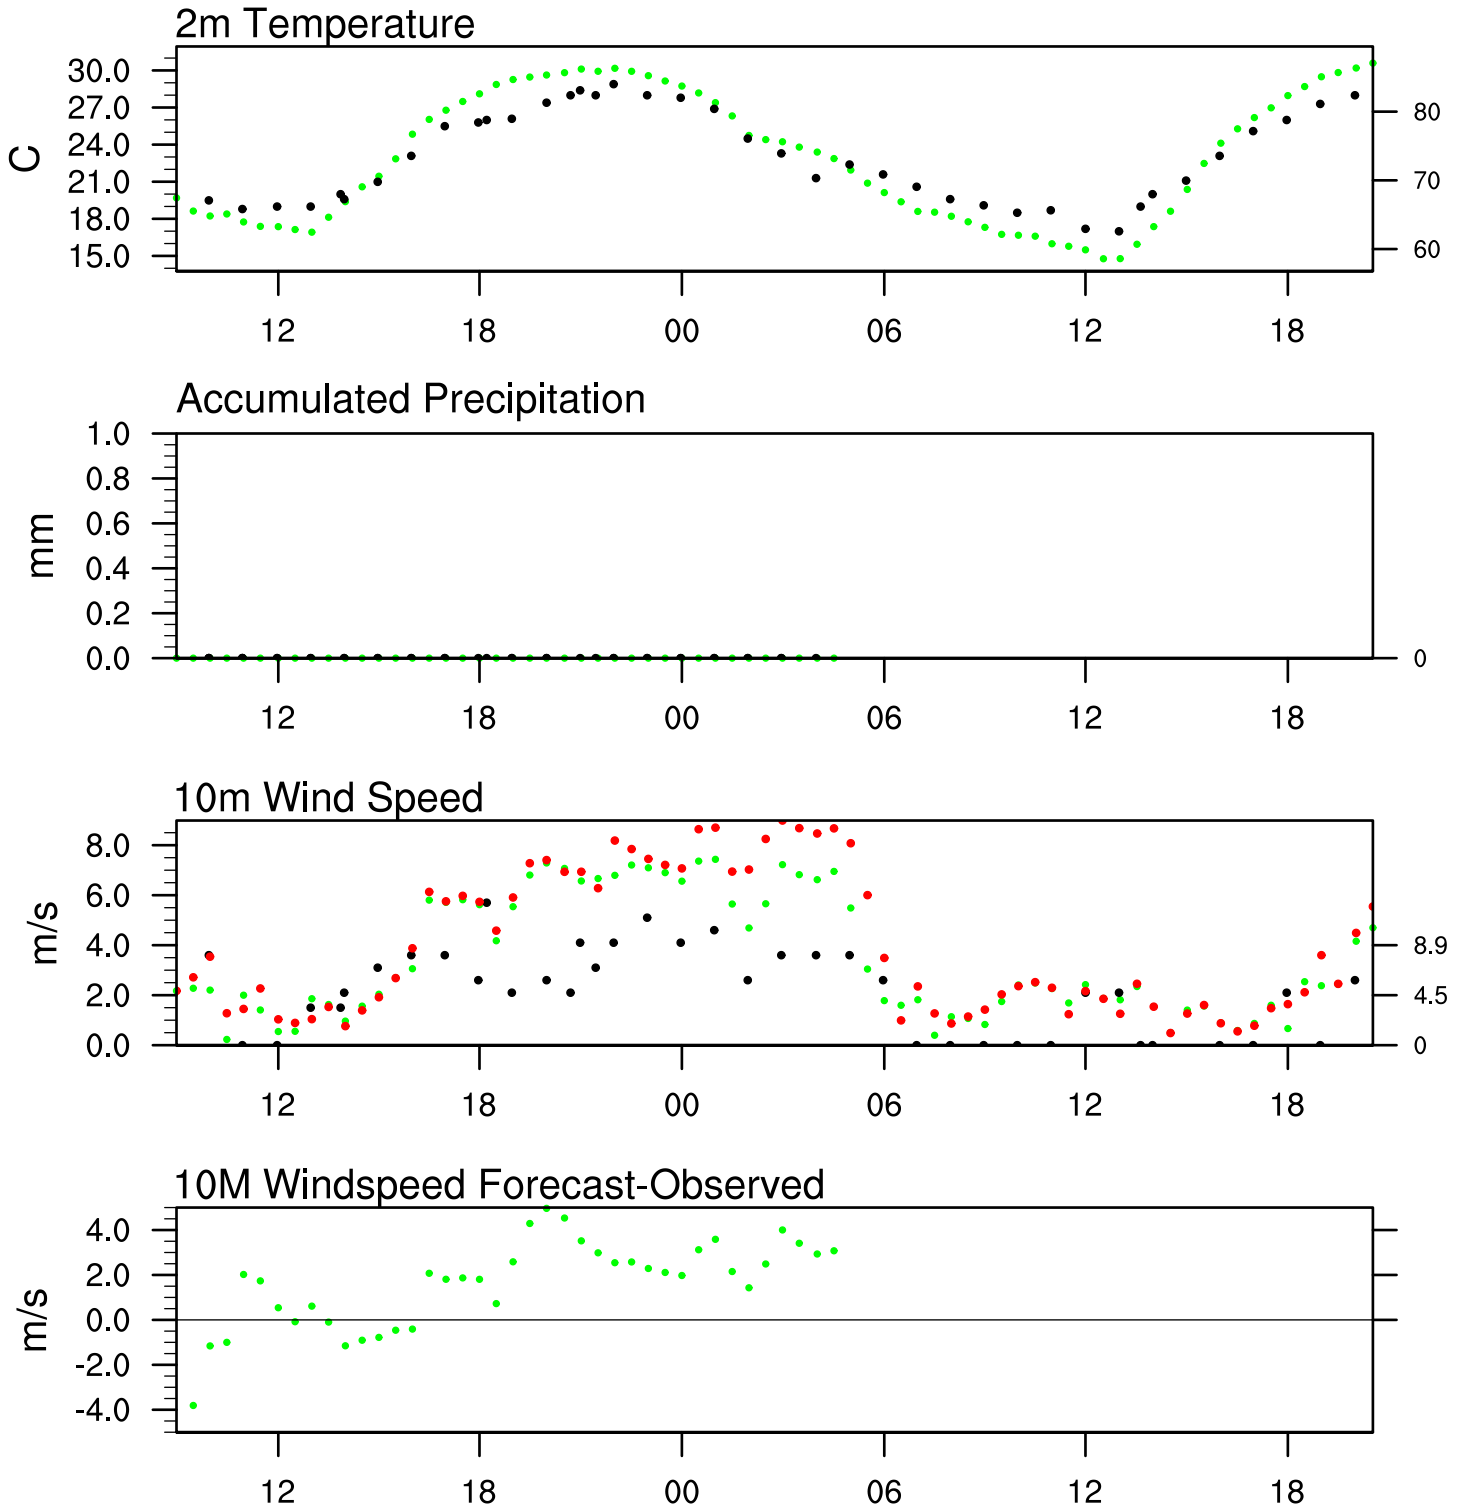 2m Temperature
30.0
27.0
24.0
21.0
18.0
15.0
C
80
70
60
12 18 00 06 12 18
Accumulated Precipitation
1.0
0.8
0.6
0.4
0.2
0.0
mm
0
12 18 00 06 12 18
10m Wind Speed
8.0
6.0
4.0
2.0
0.0
m/s
8.9
4.5
0
12 18 00 06 12 18
10M Windspeed Forecast-Observed
4.0
2.0
0.0
-2.0
-4.0
m/s
12 18 00 06 12 18